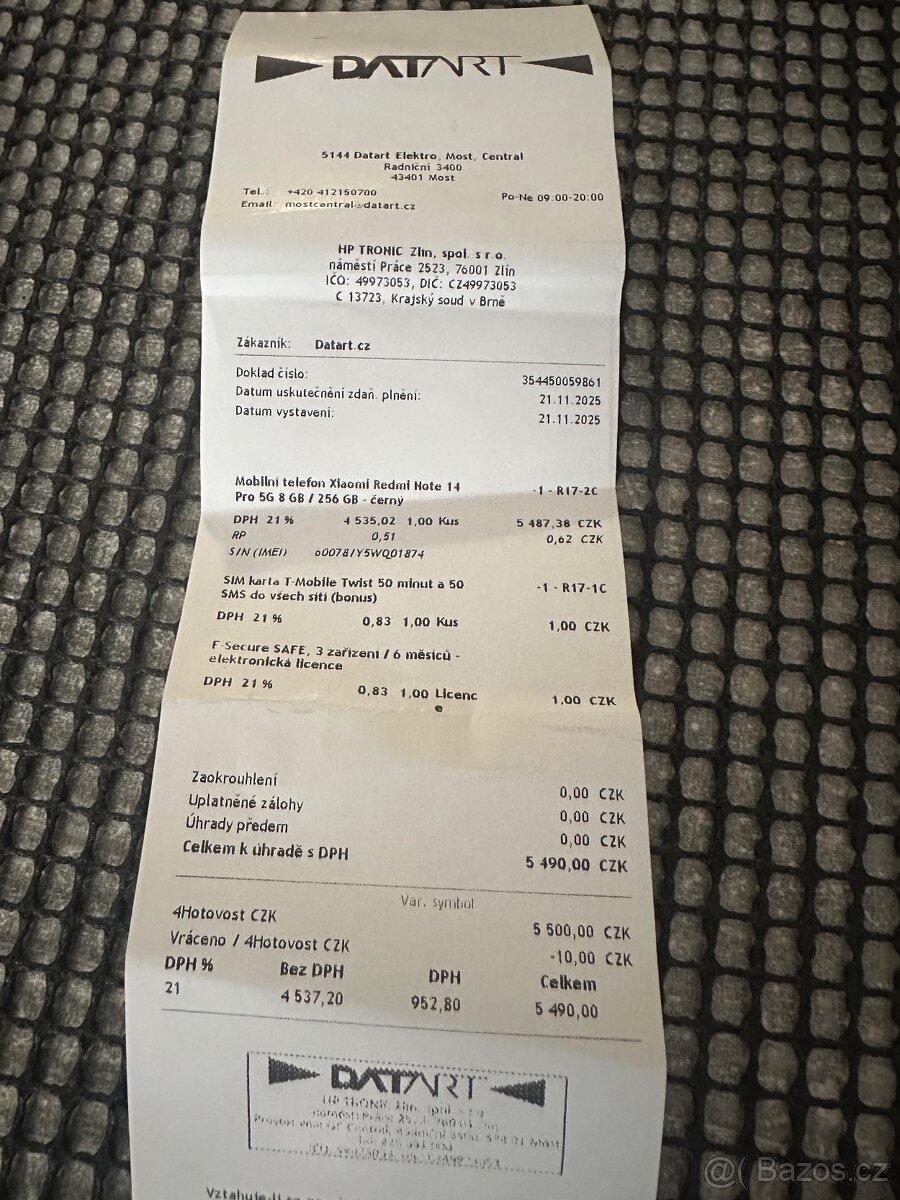 DATART
5144 Datart Elektro, Most, Central
Radniční 3400
43401 Most
Tel.: +420 412150700
Po-Ne 09:00-20:00
Email: mostcentral@datart.cz
HP TRONIC Zlín, spol. s r.o.
náměstí Práce 2523, 76001 Zlín
IČO: 49973053, DIČ: CZ49973053
C 13723, Krajský soud v Brně
Zákazník: Datart.cz
Doklad číslo: 354450059861
Datum uskutečnění zdaň. plnění: 21.11.2025
Datum vystavení: 21.11.2025
Mobilní telefon Xiaomi Redmi Note 14 -1 - R17-2C
Pro 5G 8 GB / 256 GB - černý
DPH 21 % 4 535,02 1,00 Kus 5 487,38 CZK
RP 0,51 0,62 CZK
S/N (IMEI)
SIM karta T-Mobile Twist 50 minut a 50 -1 - R17-1C
SMS do všech sítí (bonus)
DPH 21 % 0,83 1,00 Kus 1,00 CZK
F-Secure SAFE, 3 zařízení / 6 měsíců -
elektronická licence
DPH 21 % 0,83 1,00 Licenc 1,00 CZK
e
Zaokrouhlení 0,00 CZK
Uplatněné zálohy 0,00 CZK
Úhrady předem 0,00 CZK
Celkem k úhradě s DPH 5 490,00 CZK
Var. symbol
4Hotovost CZK 5 500,00 CZK
Vráceno / 4Hotovost CZK -10,00 CZK
DPH % Bez DPH DPH Celkem
21 4 537,20 952,80 5 490,00
DATART
HP TRONIC Zlín, spol. s r.o.
@( Bazos.cz